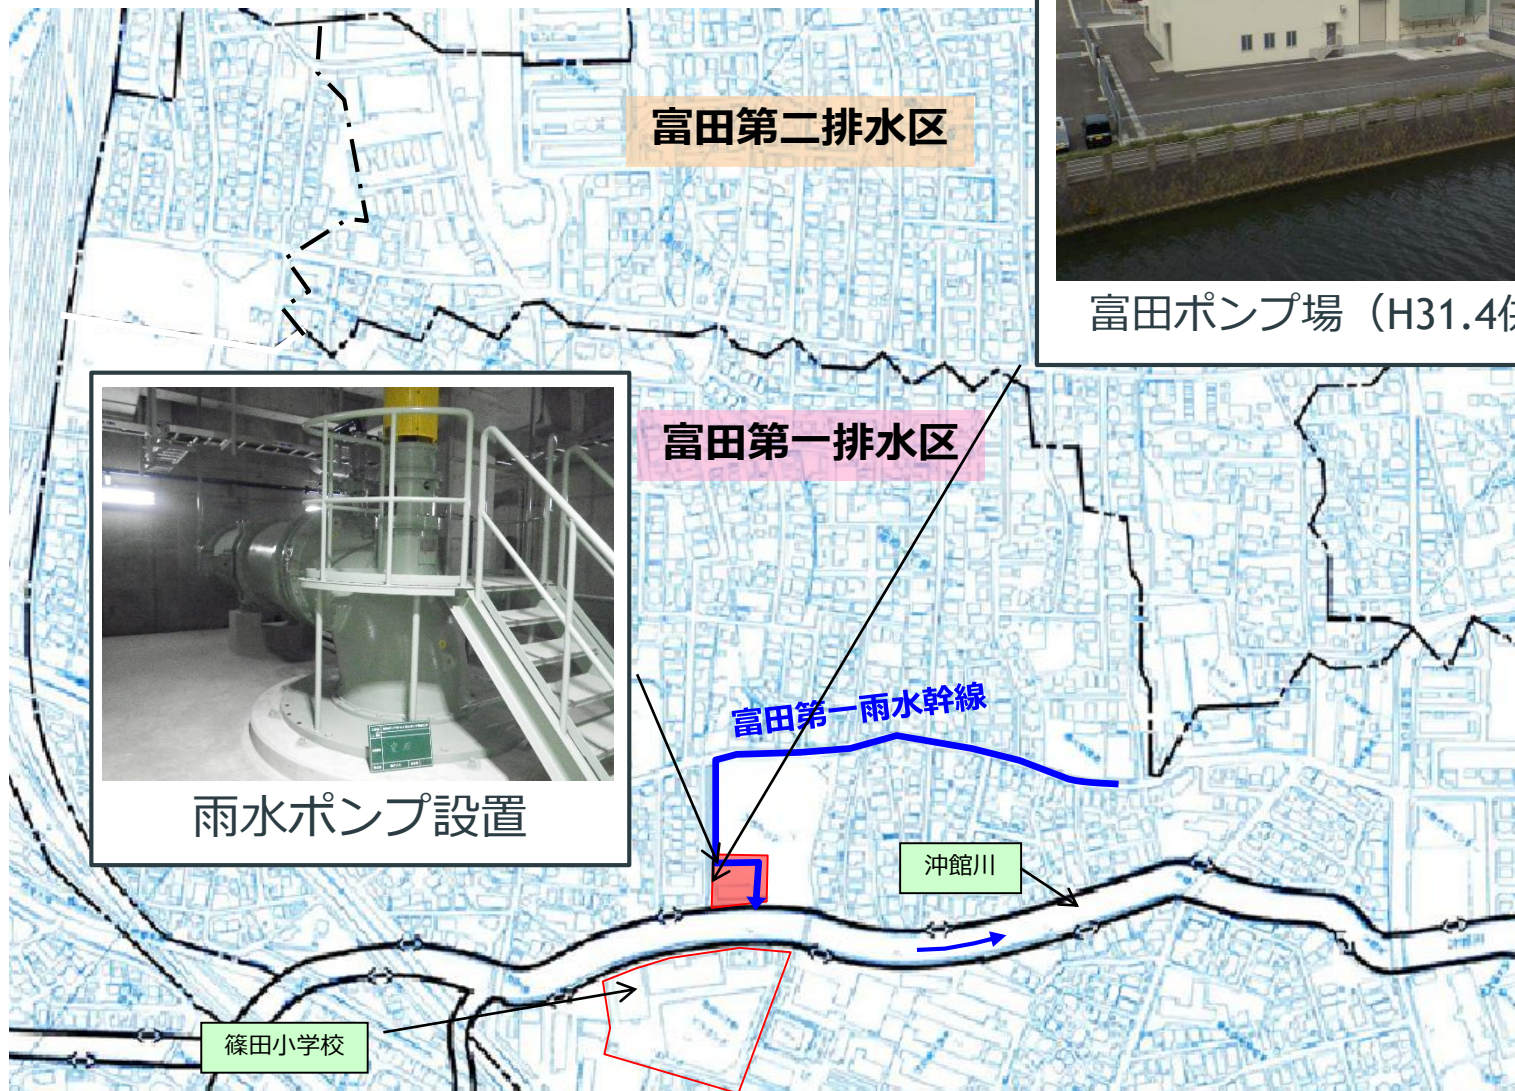 富田第二排水区
富田ポンプ場（H31.4供
富田第一排水区
富田第一雨水幹線
雨水ポンプ設置
沖館川
篠田小学校